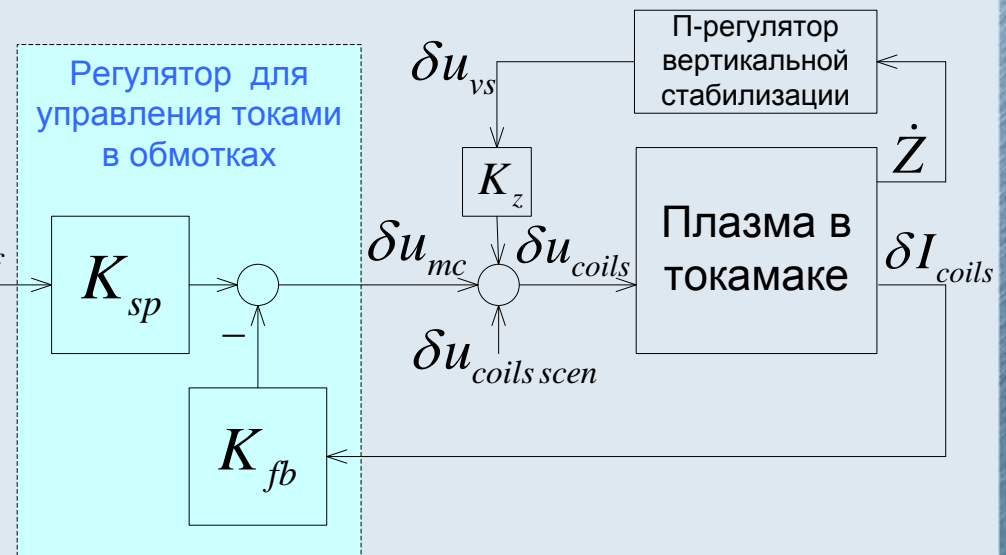 Регулятор для
управления токами
в обмотках
П-регулятор
вертикальной
стабилизации
δu_vs
K_z
Ż
Плазма в
токамаке
K_sp
δu_mc
δu_coils
δI_coils
−
δu_coils scen
K_fb